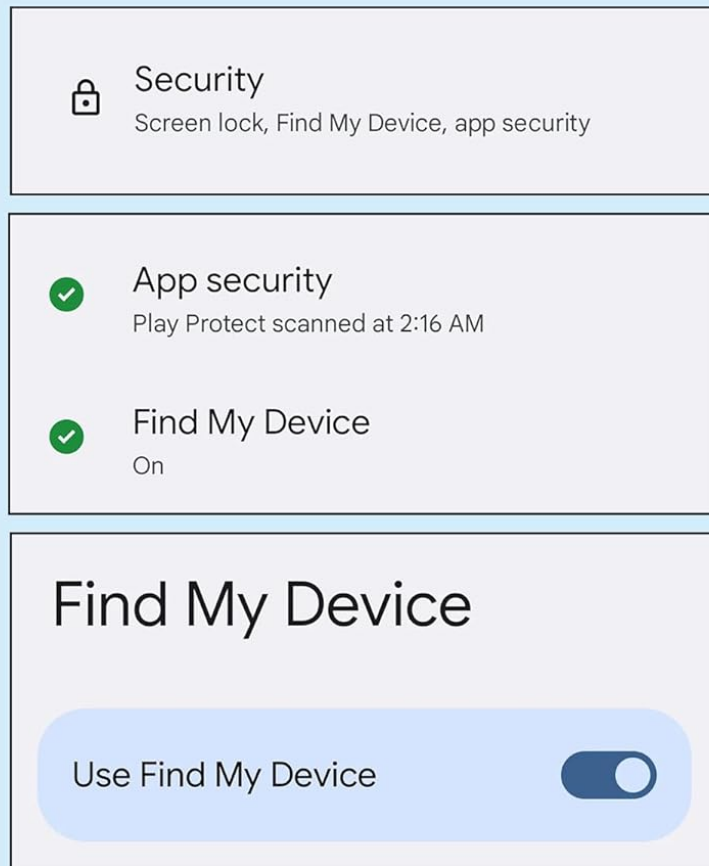 Security
Screen lock, Find My Device, app security
App security
Play Protect scanned at 2:16 AM
Find My Device
On
Find My Device
Use Find My Device